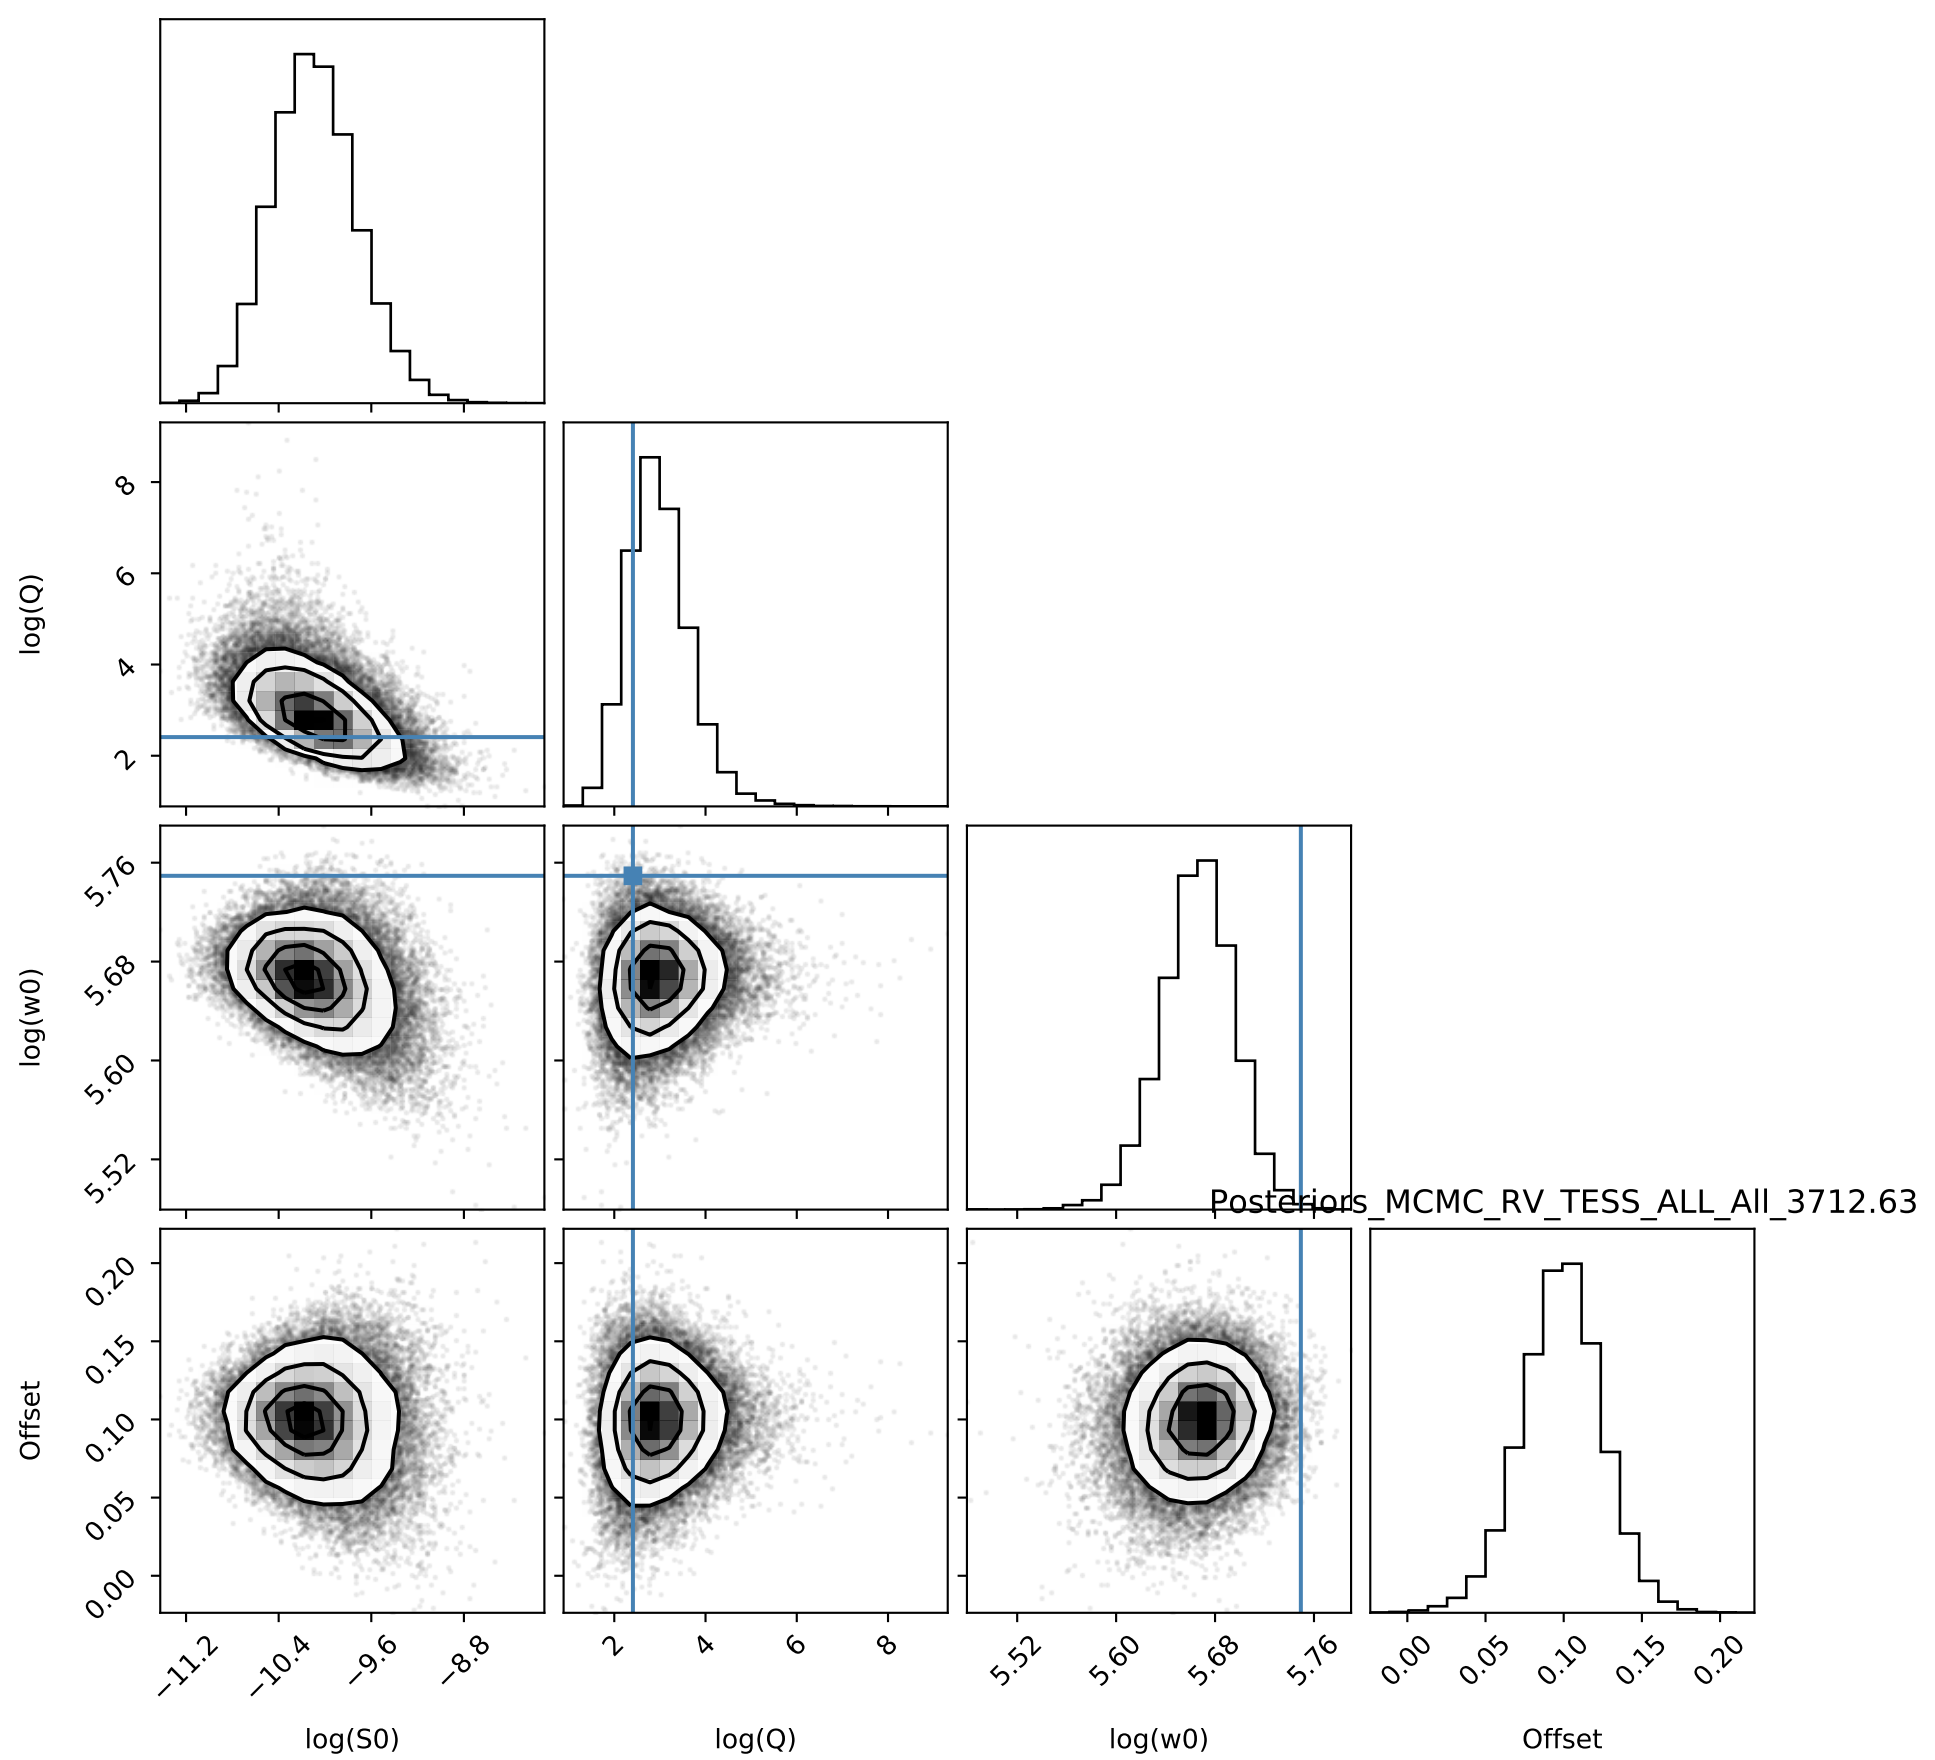 log(Q)
8
6
4
2
log(w0)
5.76
5.68
5.60
5.52
Posteriors_MCMC_RV_TESS_ALL_All_3712.63
Offset
0.20
0.15
0.10
0.05
0.00
−11.2 −10.4 −9.6 −8.8 2 4 6 8 5.52 5.60 5.68 5.76 0.00 0.05 0.10 0.15 0.20
log(S0) log(Q) log(w0) Offset